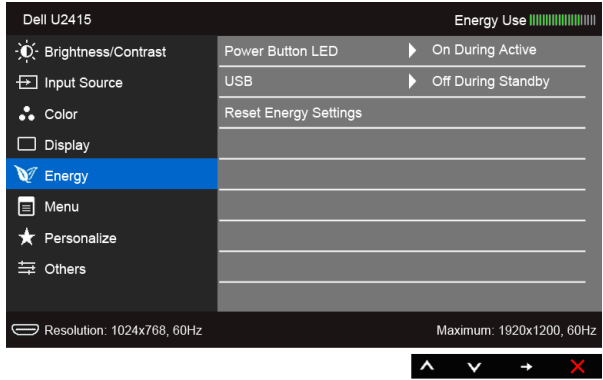 Dell U2415 Energy Use
Brightness/Contrast Power Button LED On During Active
Input Source USB Off During Standby
Color Reset Energy Settings
Display
Energy
Menu
Personalize
Others
Resolution: 1024x768, 60Hz Maximum: 1920x1200, 60Hz